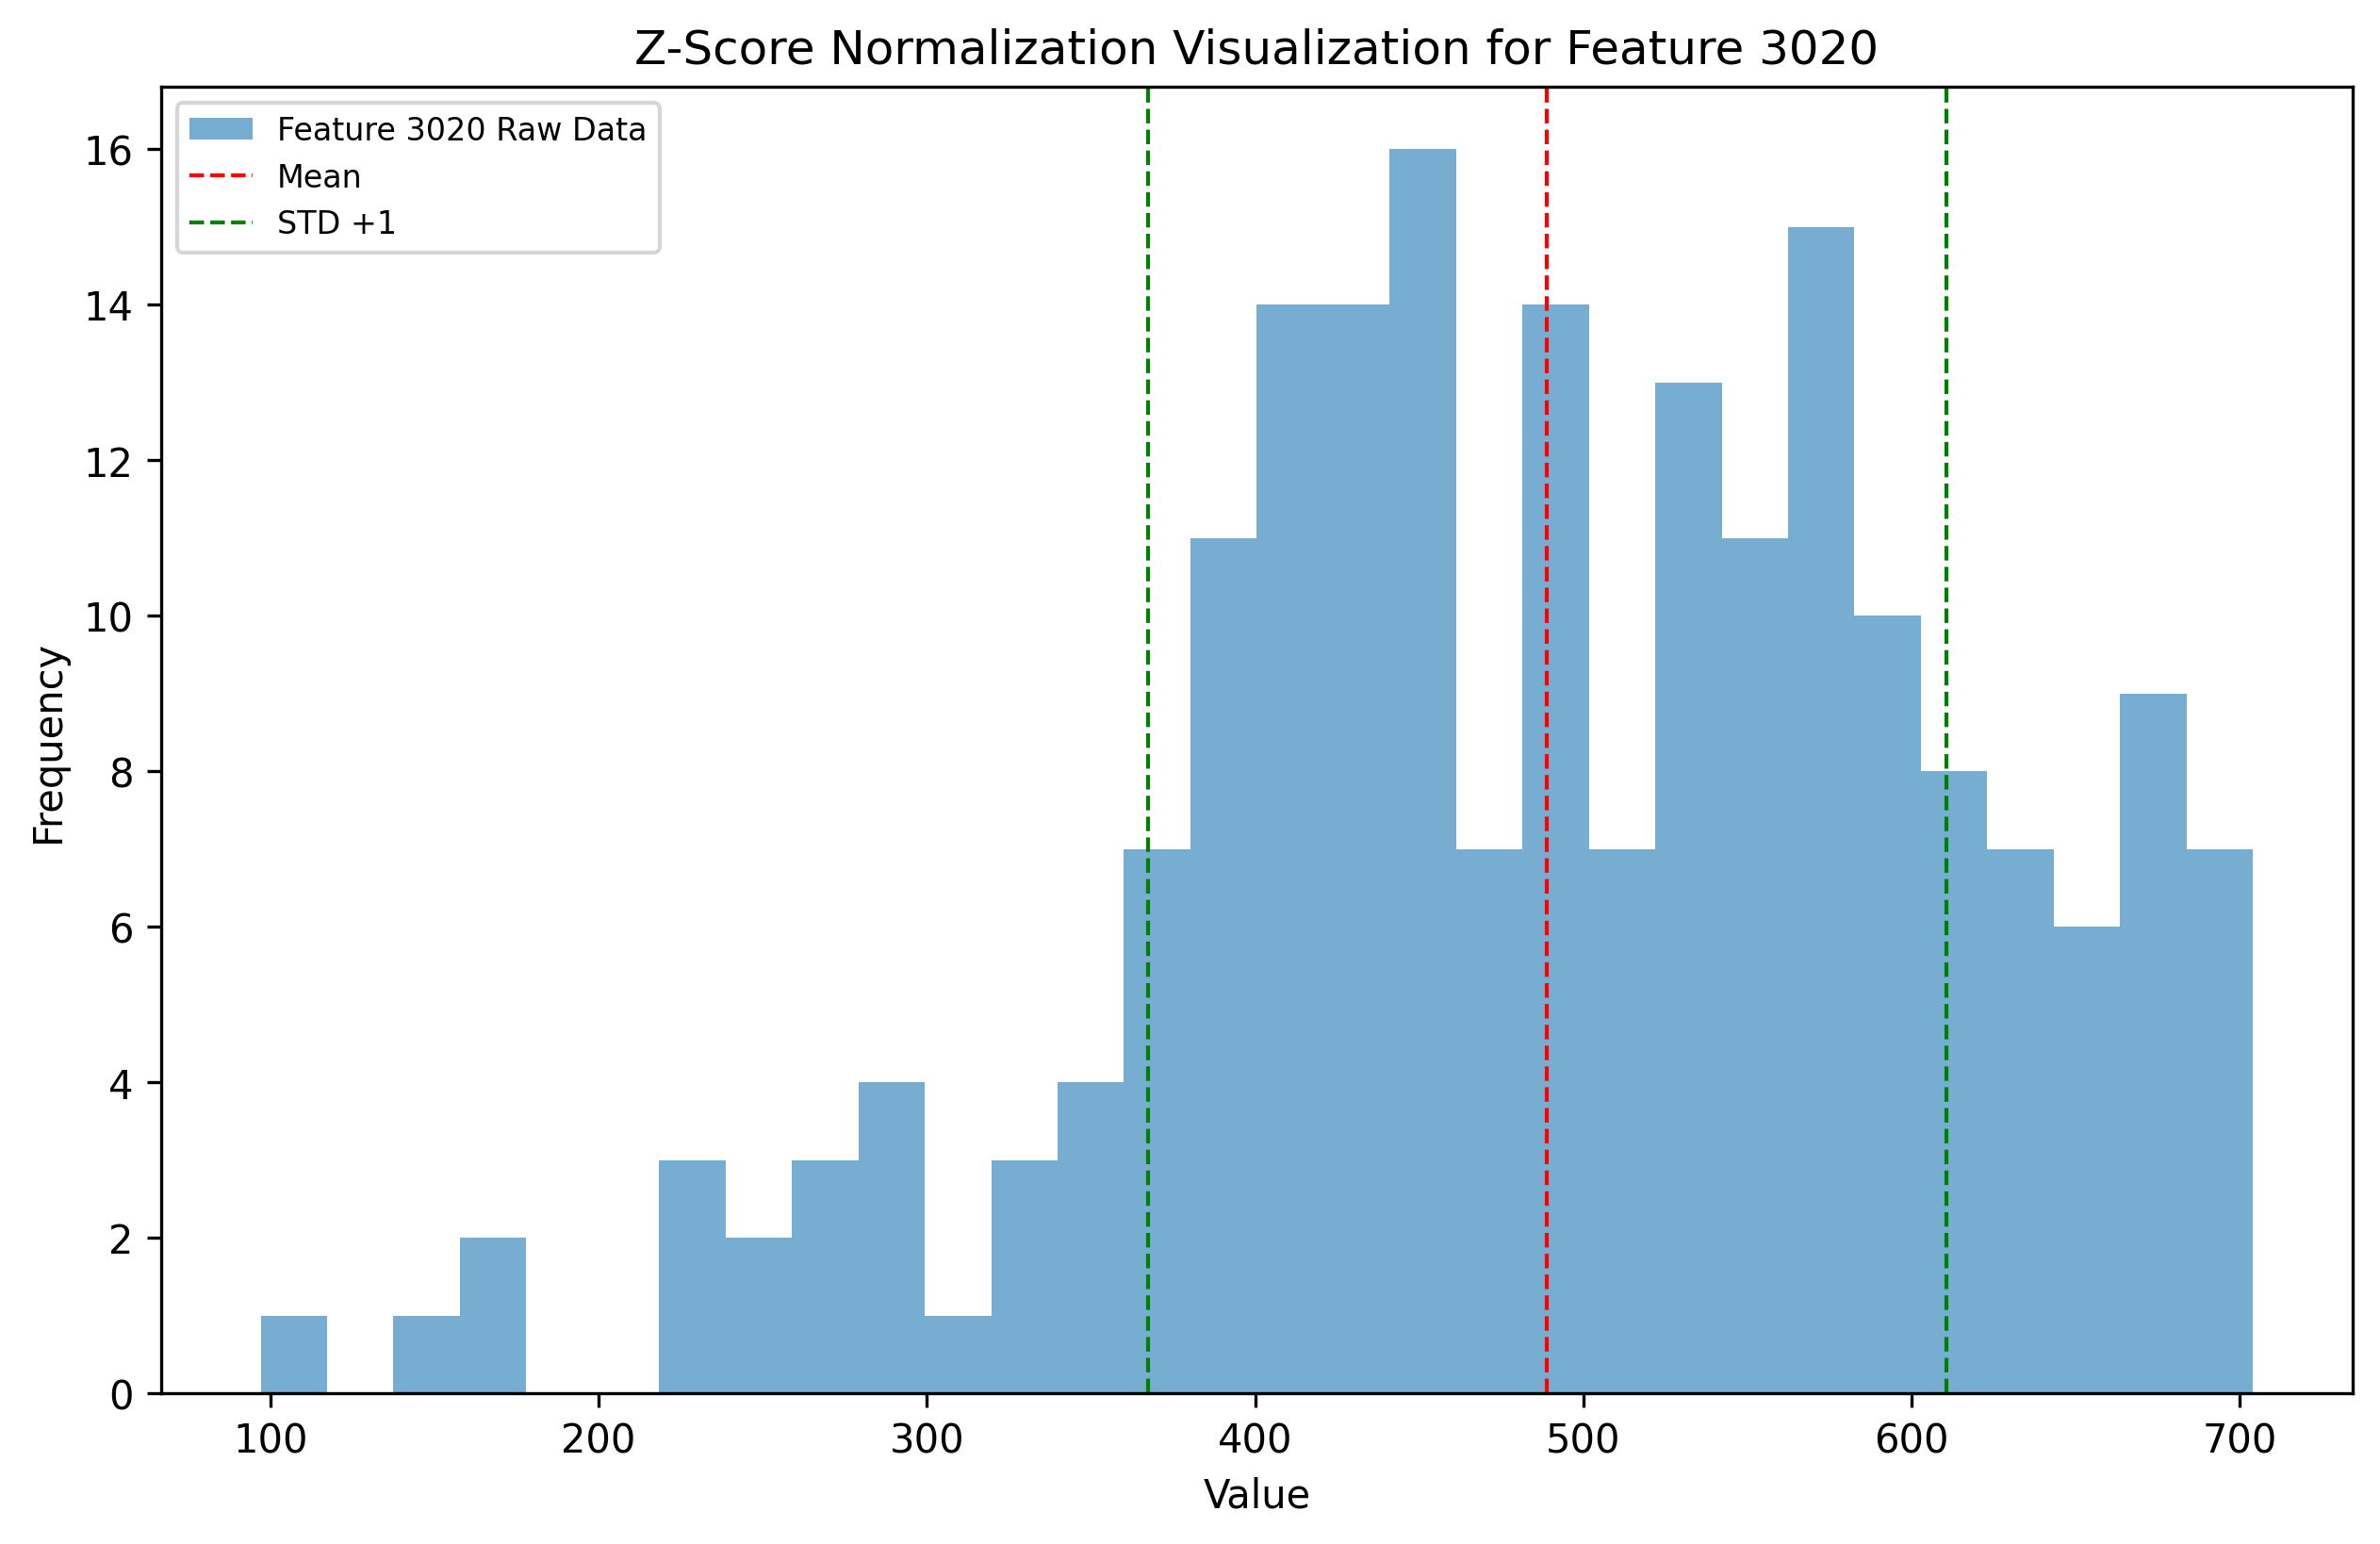 Z-Score Normalization Visualization for Feature 3020
Feature 3020 Raw Data
Mean
STD +1
16
14
12
10
8
6
4
2
0
Frequency
100 200 300 400 500 600 700
Value